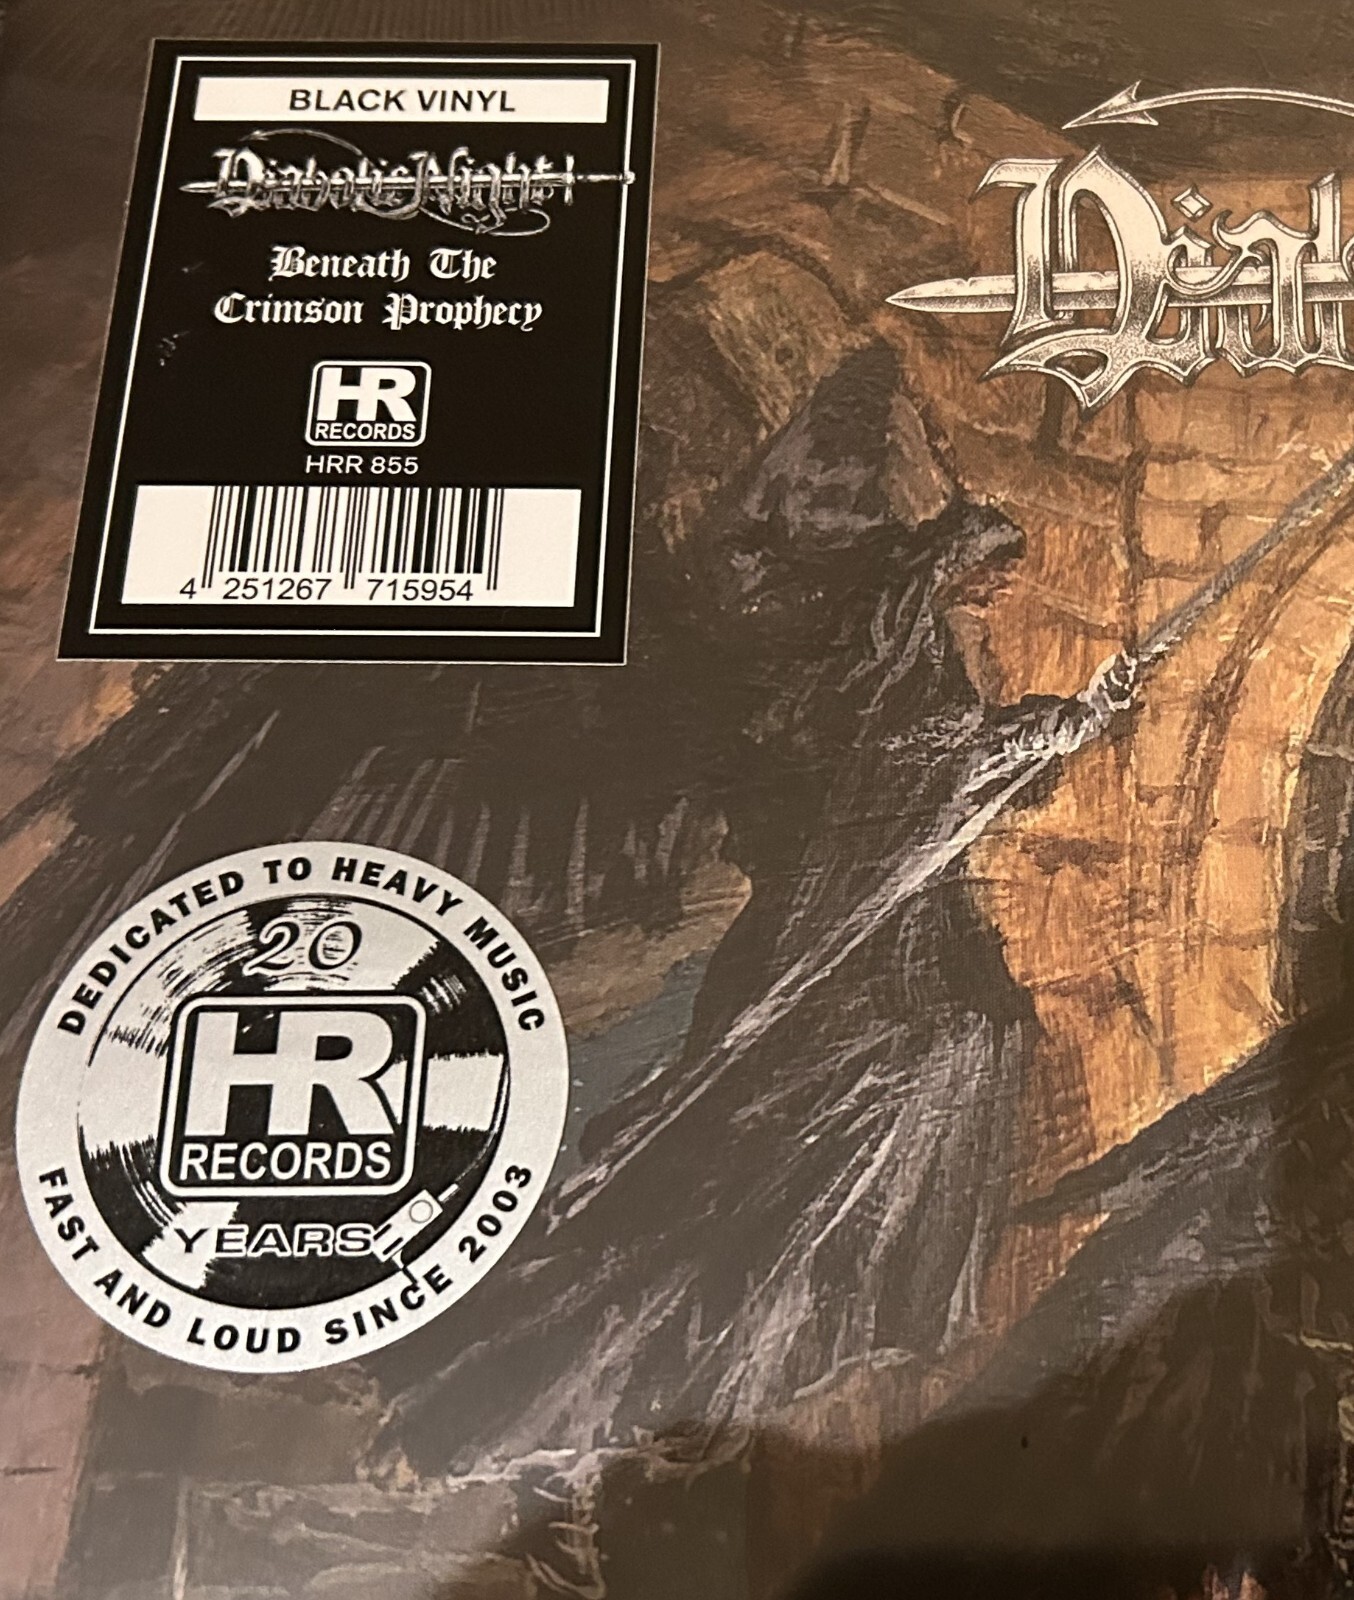 BLACK VINYL
Diabolic Night
Beneath The
Crimson Prophecy
HR
RECORDS
HRR 855
4 251267 715954
DEDICATED TO HEAVY MUSIC
20
HR
RECORDS
YEARS
FAST AND LOUD SINCE 2003